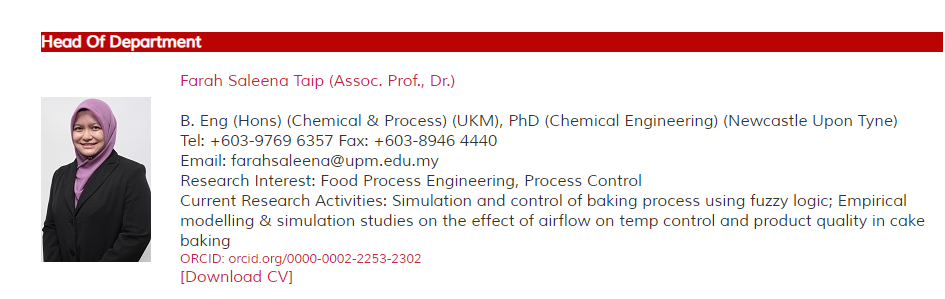 Head Of Department
Farah Saleena Taip (Assoc. Prof., Dr.)
B. Eng (Hons) (Chemical & Process) (UKM), PhD (Chemical Engineering) (Newcastle Upon Tyne)
Tel: +603-9769 6357 Fax: +603-8946 4440
Email: farahsaleena@upm.edu.my
Research Interest: Food Process Engineering, Process Control
Current Research Activities: Simulation and control of baking process using fuzzy logic; Empirical
modelling & simulation studies on the effect of airflow on temp control and product quality in cake
baking
ORCID: orcid.org/0000-0002-2253-2302
[Download CV]